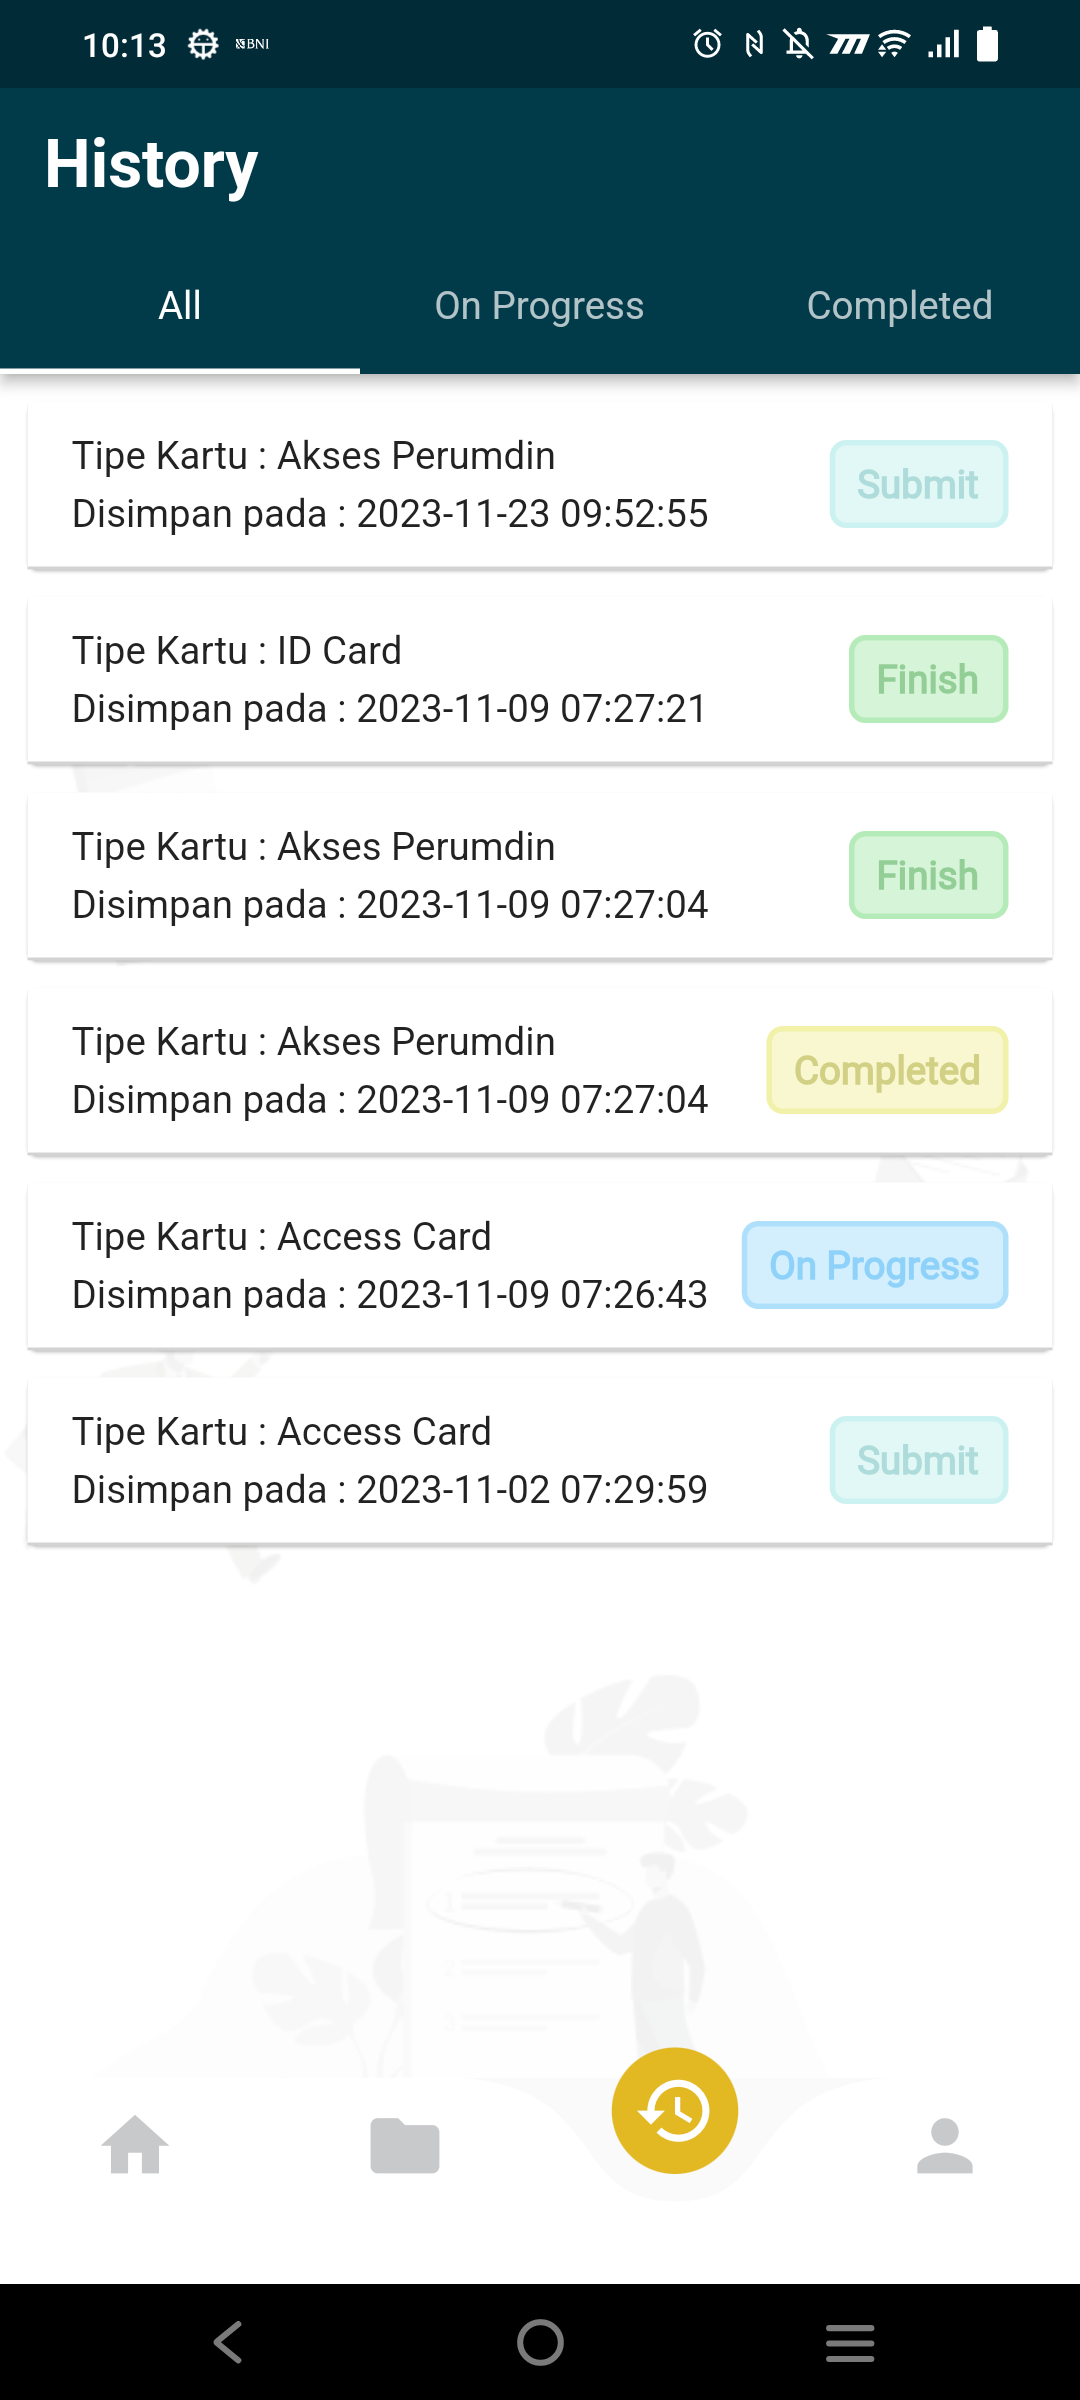 10:13
BNI
History
All
On Progress
Completed
Tipe Kartu : Akses Perumdin
Disimpan pada : 2023-11-23 09:52:55
Submit
Tipe Kartu : ID Card
Disimpan pada : 2023-11-09 07:27:21
Finish
Tipe Kartu : Akses Perumdin
Disimpan pada : 2023-11-09 07:27:04
Finish
Tipe Kartu : Akses Perumdin
Disimpan pada : 2023-11-09 07:27:04
Completed
Tipe Kartu : Access Card
Disimpan pada : 2023-11-09 07:26:43
On Progress
Tipe Kartu : Access Card
Disimpan pada : 2023-11-02 07:29:59
Submit
1
2
3